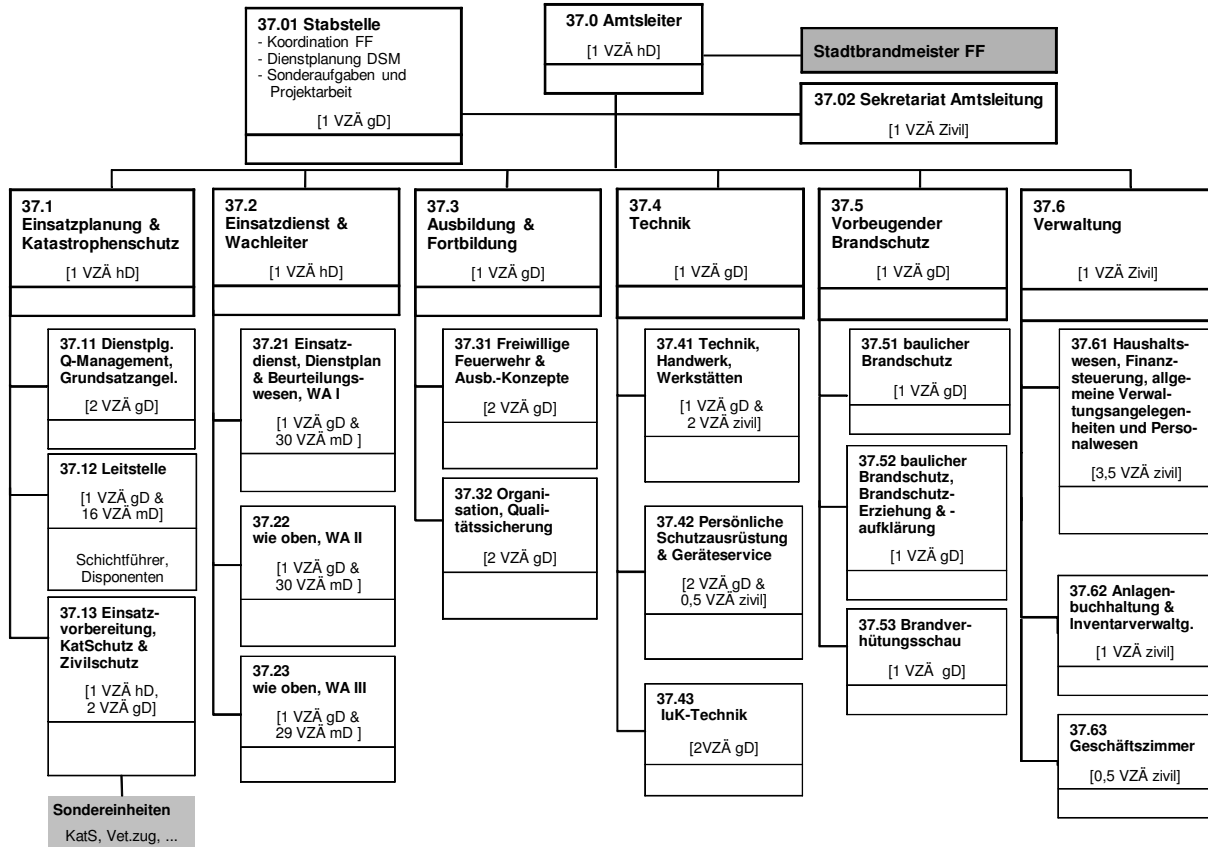 37.01 Stabstelle
- Koordination FF
- Dienstplanung DSM
- Sonderaufgaben und
Projektarbeit
[1 VZÄ gD]
37.0 Amtsleiter
[1 VZÄ hD]
Stadtbrandmeister FF
37.02 Sekretariat Amtsleitung
[1 VZÄ Zivil]
37.1
Einsatzplanung &
Katastrophenschutz
[1 VZÄ hD]
37.11 Dienstplg.
Q-Management,
Grundsatzangel.
[2 VZÄ gD]
37.12 Leitstelle
[1 VZÄ gD &
16 VZÄ mD]
Schichtführer,
Disponenten
37.13 Einsatz-
vorbereitung,
KatSchutz &
Zivilschutz
[1 VZÄ hD,
2 VZÄ gD]
Sondereinheiten
KatS, Vet.zug, ...
37.2
Einsatzdienst &
Wachleiter
[1 VZÄ hD]
37.21 Einsatz-
dienst, Dienstplan
& Beurteilungs-
wesen, WA I
[1 VZÄ gD &
30 VZÄ mD ]
37.22
wie oben, WA II
[1 VZÄ gD &
30 VZÄ mD ]
37.23
wie oben, WA III
[1 VZÄ gD &
29 VZÄ mD ]
37.3
Ausbildung &
Fortbildung
[1 VZÄ gD]
37.31 Freiwillige
Feuerwehr &
Ausb.-Konzepte
[2 VZÄ gD]
37.32 Organi-
sation, Quali-
tätssicherung
[2 VZÄ gD]
37.4
Technik
[1 VZÄ gD]
37.41 Technik,
Handwerk,
Werkstätten
[1 VZÄ gD &
2 VZÄ zivil]
37.42 Persönliche
Schutzausrüstung
& Geräteservice
[2 VZÄ gD &
0,5 VZÄ zivil]
37.43
IuK-Technik
[2VZÄ gD]
37.5
Vorbeugender
Brandschutz
[1 VZÄ gD]
37.51 baulicher
Brandschutz
[1 VZÄ gD]
37.52 baulicher
Brandschutz,
Brandschutz-
Erziehung & -
aufklärung
[1 VZÄ gD]
37.53 Brandver-
hütungsschau
[1 VZÄ gD]
37.6
Verwaltung
[1 VZÄ Zivil]
37.61 Haushalts-
wesen, Finanz-
steuerung, allge-
meine Verwal-
tungsangelegen-
heiten und Perso-
nalwesen
[3,5 VZÄ zivil]
37.62 Anlagen-
buchhaltung &
Inventarverwaltg.
[1 VZÄ zivil]
37.63
Geschäftszimmer
[0,5 VZÄ zivil]